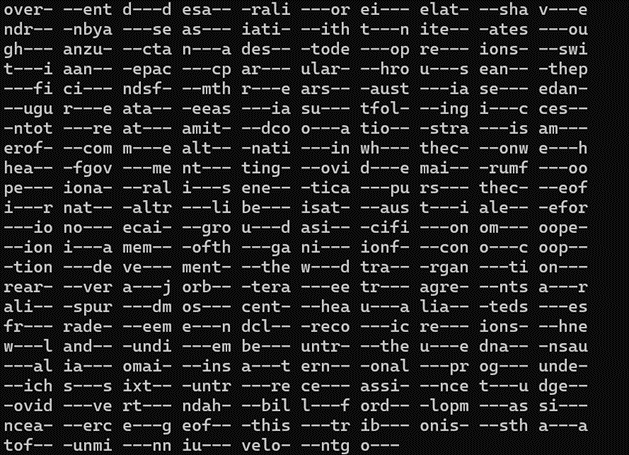 over- --ent d---d esa-- -rali ---or ei--- elat- --sha v---e
ndr-- -nbya ---se as--- iati- --ith t---n ite-- -ates ---ou
gh--- anzu- --cta n---a des-- -tode ---op re--- ions- --swi
t---i aan-- -epac ---cp ar--- ular- --hro u---s ean-- -thep
---fi ci--- ndsf- --mth r---e ars-- -aust ---ia se--- edan-
--ugu r---e ata-- -eeas ---ia su--- tfol- --ing i---c ces--
-ntot ---re at--- amit- --dco o---a tio-- -stra ---is am---
erof- --com m---e alt-- -nati ---in wh--- thec- --onw e---h
hea-- -fgov ---me nt--- ting- --ovi d---e mai-- -rumf ---oo
pe--- iona- --ral i---s ene-- -tica ---pu rs--- thec- --eof
i---r nat-- -altr ---li be--- isat- --aus t---i ale-- -efor
---io no--- ecai- --gro u---d asi-- -cifi ---on om--- oope-
--ion i---a mem-- -ofth ---ga ni--- ionf- --con o---c oop--
-tion ---de ve--- ment- --the w---d tra-- -rgan ---ti on---
rear- --ver a---j orb-- -tera ---ee tr--- agre- --nts a---r
ali-- -spur ---dm os--- cent- --hea u---a lia-- -teds ---es
fr--- rade- --eem e---n dcl-- -reco ---ic re--- ions- --hne
w---l and-- -undi ---em be--- untr- --the u---e dna-- -nsau
---al ia--- omai- --ins a---t ern-- -onal ---pr og--- unde-
--ich s---s ixt-- -untr ---re ce--- assi- --nce t---u dge--
-ovid ---ve rt--- ndah- --bil l---f ord-- -lopm ---as si---
ncea- --erc e---g eof-- -this ---tr ib--- onis- --sth a---a
tof-- -unmi ---nn iu--- velo- --ntg o---